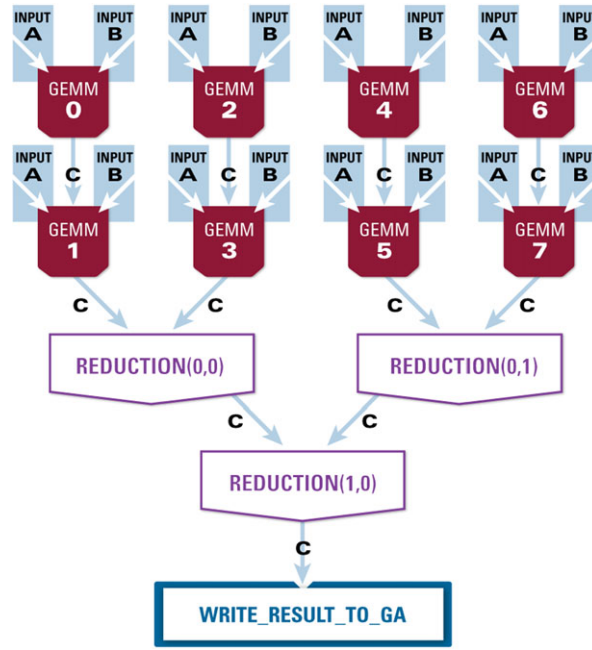 INPUT A INPUT B INPUT A INPUT B INPUT A INPUT B INPUT A INPUT B
GEMM 0 GEMM 2 GEMM 4 GEMM 6
C C C C
INPUT A INPUT B INPUT A INPUT B INPUT A INPUT B INPUT A INPUT B
GEMM 1 GEMM 3 GEMM 5 GEMM 7
C C C C
REDUCTION(0,0) REDUCTION(0,1)
C C
REDUCTION(1,0)
C
WRITE_RESULT_TO_GA